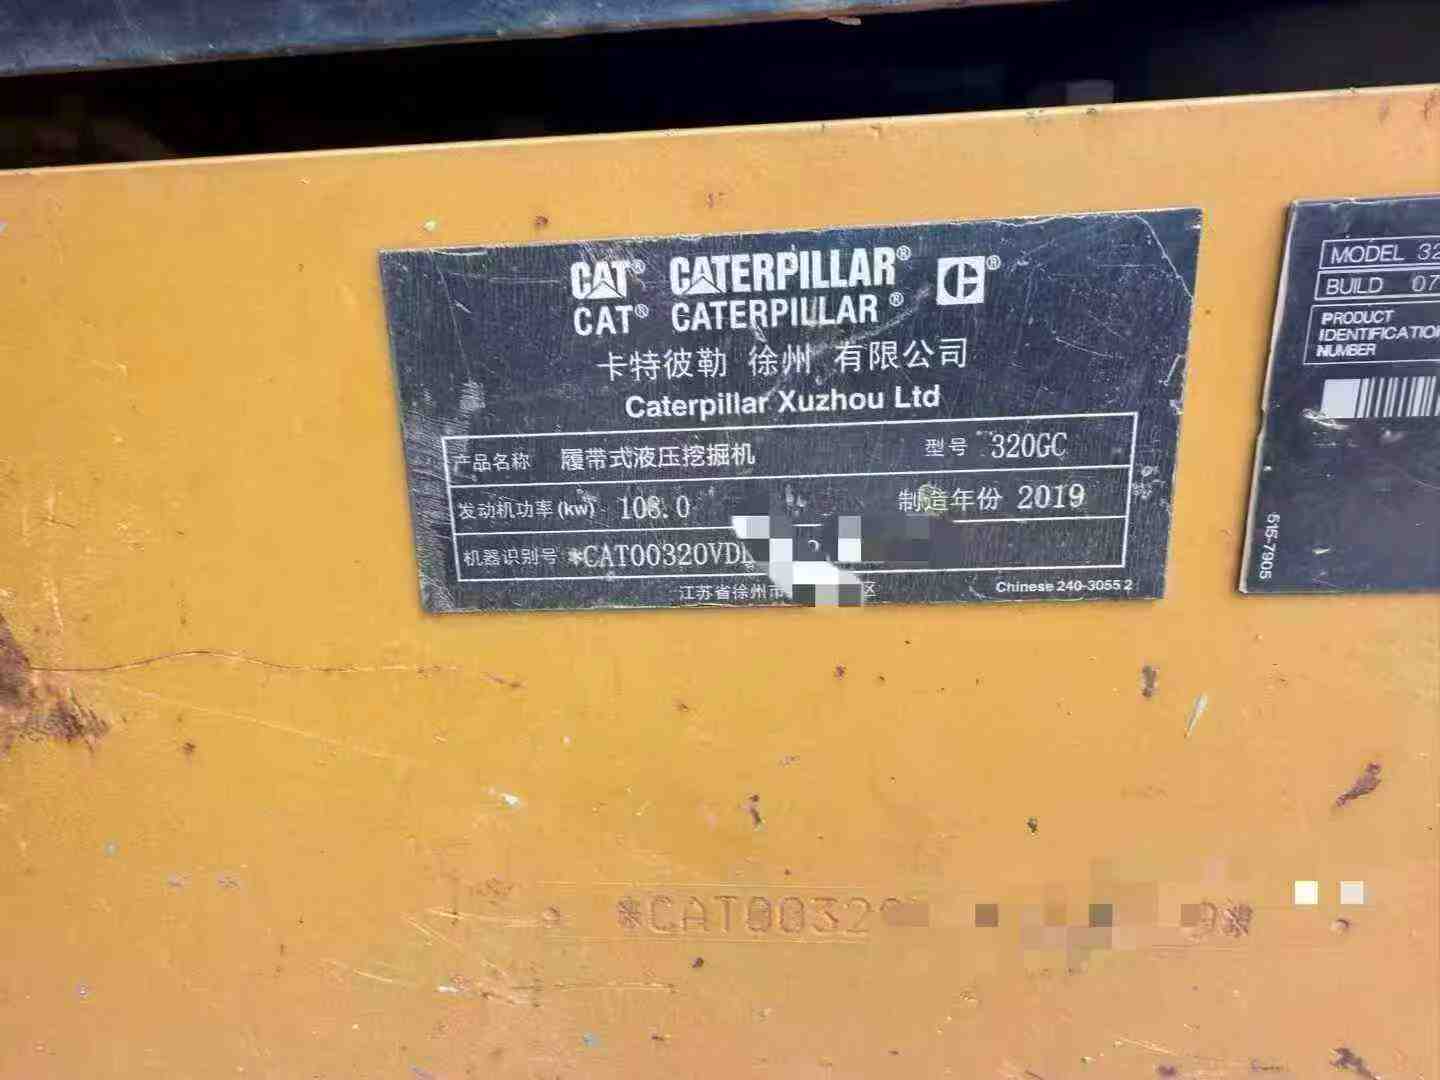 CAT® CATERPILLAR® C®
CAT® CATERPILLAR®
卡特彼勒 徐州 有限公司
Caterpillar Xuzhou Ltd
产品名称 履带式液压挖掘机 型号 320GC
发动机功率(kw) 108.0 制造年份 2019
机器识别号 *CAT00320VD
江苏省徐州市 区 Chinese 240-3055 2
MODEL 32
BUILD 07
PRODUCT
IDENTIFICATION
NUMBER
615-7905
*CAT0032 0*